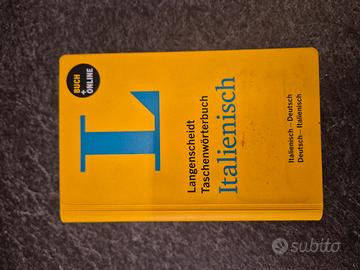 L
BUCH
+
ONLINE
Langenscheidt
Taschenwörterbuch
Italienisch
Italienisch – Deutsch
Deutsch – Italienisch
subito